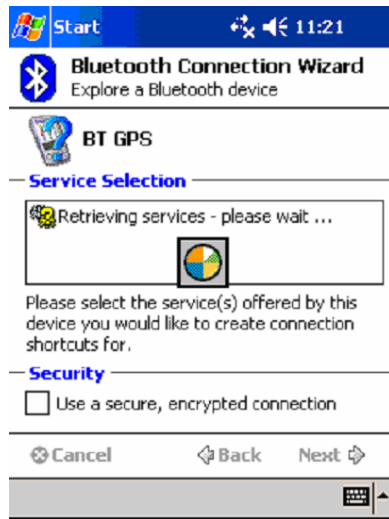 Start 11:21
Bluetooth Connection Wizard
Explore a Bluetooth device
BT GPS
Service Selection
Retrieving services - please wait ...
Please select the service(s) offered by this
device you would like to create connection
shortcuts for.
Security
Use a secure, encrypted connection
Cancel Back Next